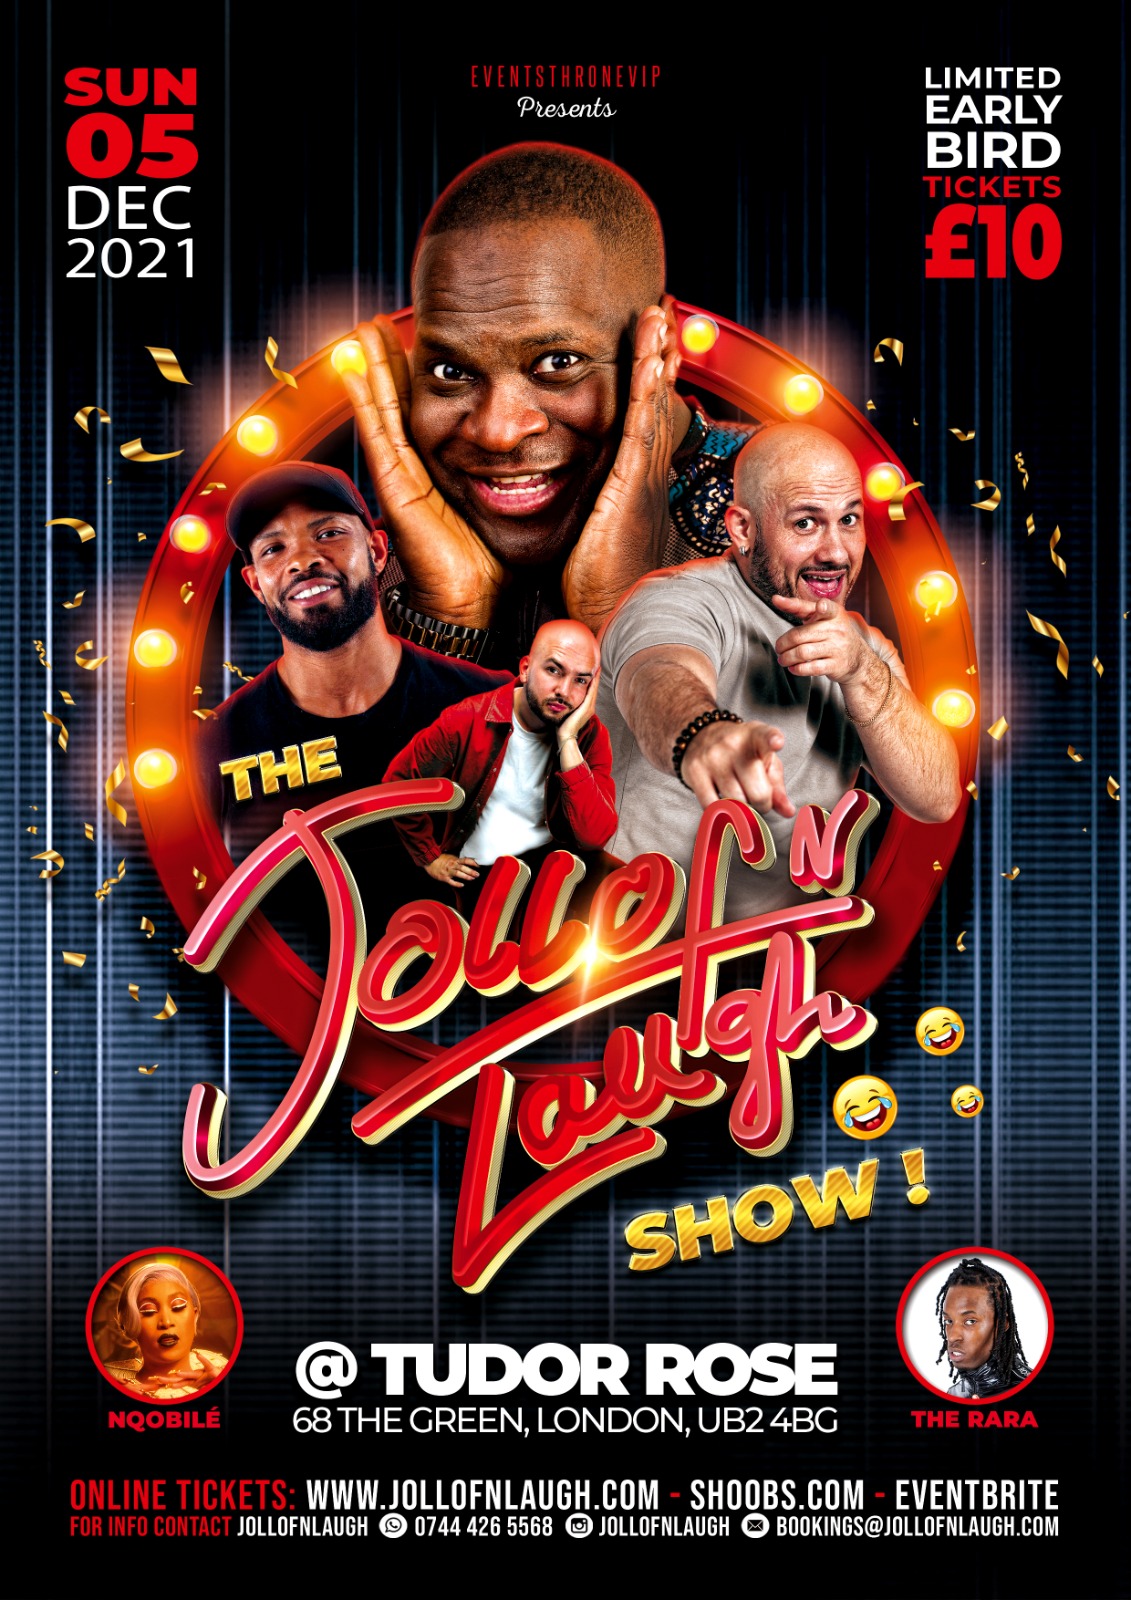 SUN
05
DEC
2021
EVENTSTHRONEVIP
Presents
LIMITED
EARLY
BIRD
TICKETS
£10
THE
Jollof N
Laugh
SHOW !
NQOBILÉ
@ TUDOR ROSE
68 THE GREEN, LONDON, UB2 4BG
THE RARA
ONLINE TICKETS: WWW.JOLLOFNLAUGH.COM - SHOOBS.COM - EVENTBRITE
FOR INFO CONTACT JOLLOFNLAUGH 0744 426 5568 JOLLOFNLAUGH BOOKINGS@JOLLOFNLAUGH.COM